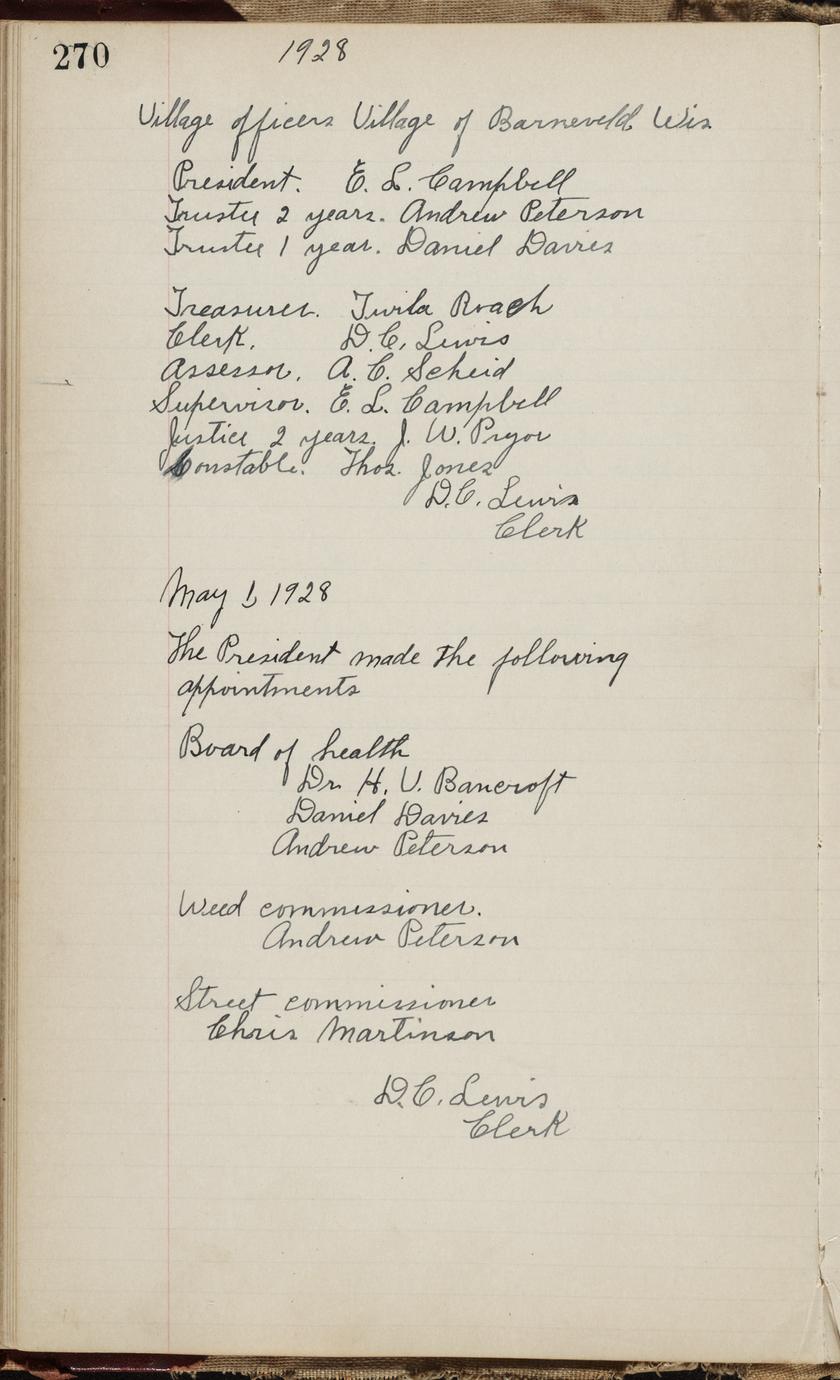 270 1928
Village officers Village of Barneveld Wis
President. E. L. Campbell
Trustee 2 years. Andrew Peterson
Trustee 1 year. Daniel Davies
Treasurer. Twila Roach
Clerk. D. C. Lewis
Assessor. A. C. Scheid
Supervisor. E. L. Campbell
Justice 2 years. J. W. Pryor
Constable. Thos. Jones
D. C. Lewis
Clerk
May 1, 1928
The President made the following
appointments
Board of health
Dr. H. V. Bancroft
Daniel Davies
Andrew Peterson
Weed commissioner.
Andrew Peterson
Street commissioner
Chris Martinson
D. C. Lewis
Clerk